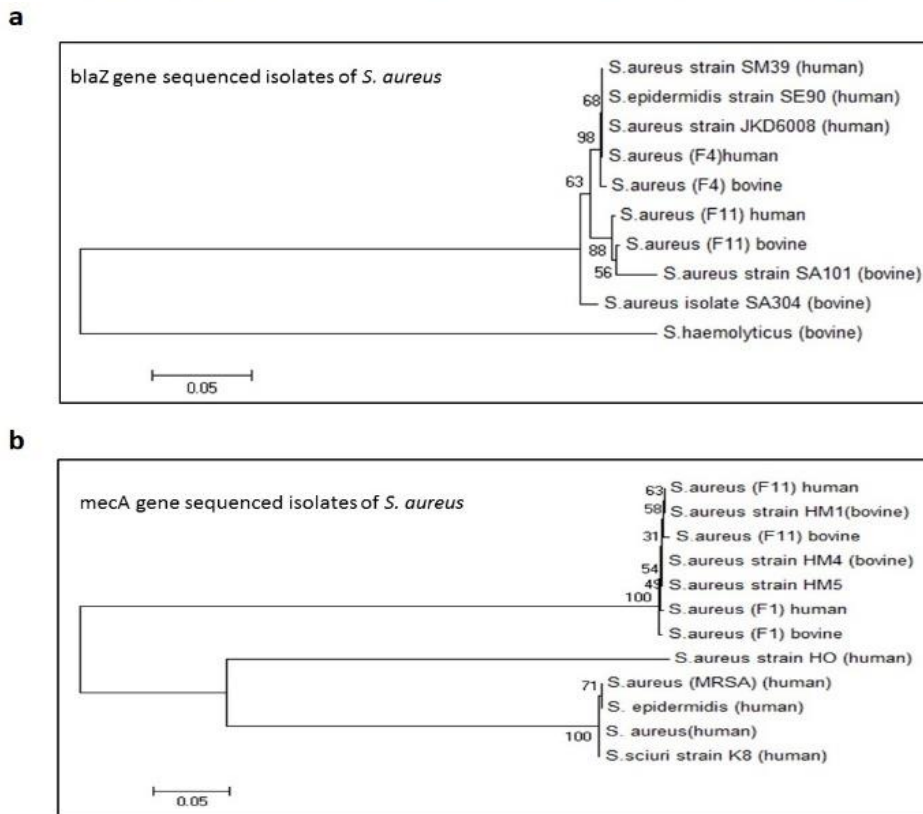 a
blaZ gene sequenced isolates of S. aureus
S.aureus strain SM39 (human)
S.epidermidis strain SE90 (human)
68
S.aureus strain JKD6008 (human)
98
S.aureus (F4)human
63
S.aureus (F4) bovine
S.aureus (F11) human
S.aureus (F11) bovine
88
56
S.aureus strain SA101 (bovine)
S.aureus isolate SA304 (bovine)
S.haemolyticus (bovine)
0.05
b
mecA gene sequenced isolates of S. aureus
63
S.aureus (F11) human
58
S.aureus strain HM1(bovine)
31
S.aureus (F11) bovine
54
S.aureus strain HM4 (bovine)
49
S.aureus strain HM5
100
S.aureus (F1) human
S.aureus (F1) bovine
S.aureus strain HO (human)
71
S.aureus (MRSA) (human)
S. epidermidis (human)
100
S. aureus(human)
S.sciuri strain K8 (human)
0.05